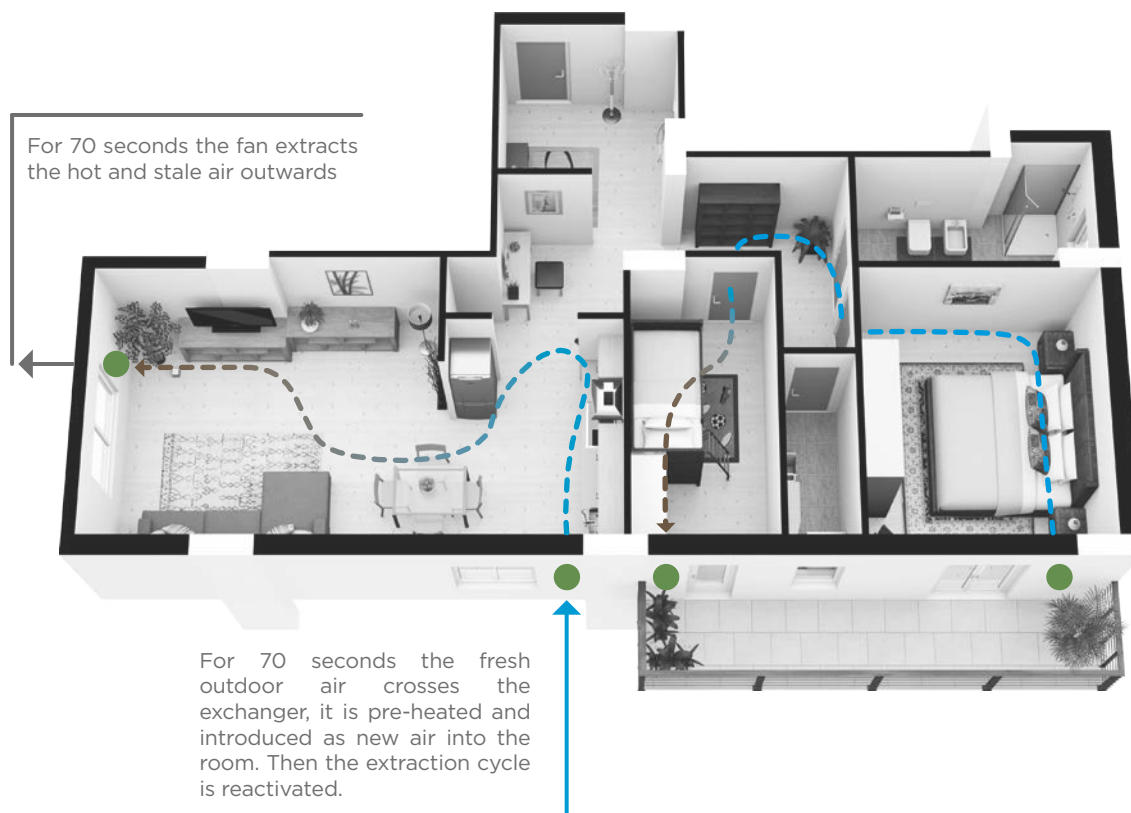 For 70 seconds the fan extracts
the hot and stale air outwards
For 70 seconds the fresh
outdoor air crosses the
exchanger, it is pre-heated and
introduced as new air into the
room. Then the extraction cycle
is reactivated.